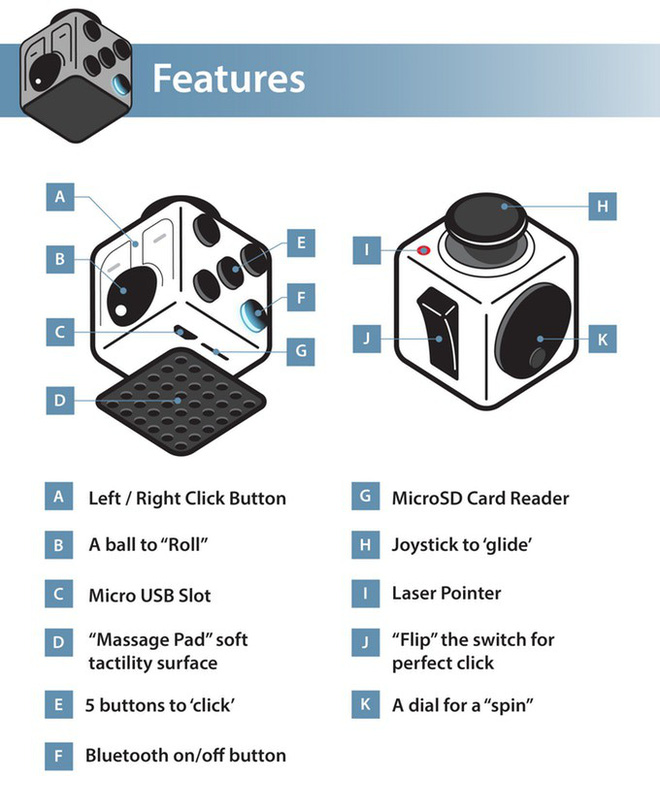 Features
A
B
C
D
E
F
G
H
I
J
K
A Left / Right Click Button
B A ball to “Roll”
C Micro USB Slot
D “Massage Pad” soft
tactility surface
E 5 buttons to ‘click’
F Bluetooth on/off button
G MicroSD Card Reader
H Joystick to ‘glide’
I Laser Pointer
J “Flip” the switch for
perfect click
K A dial for a “spin”